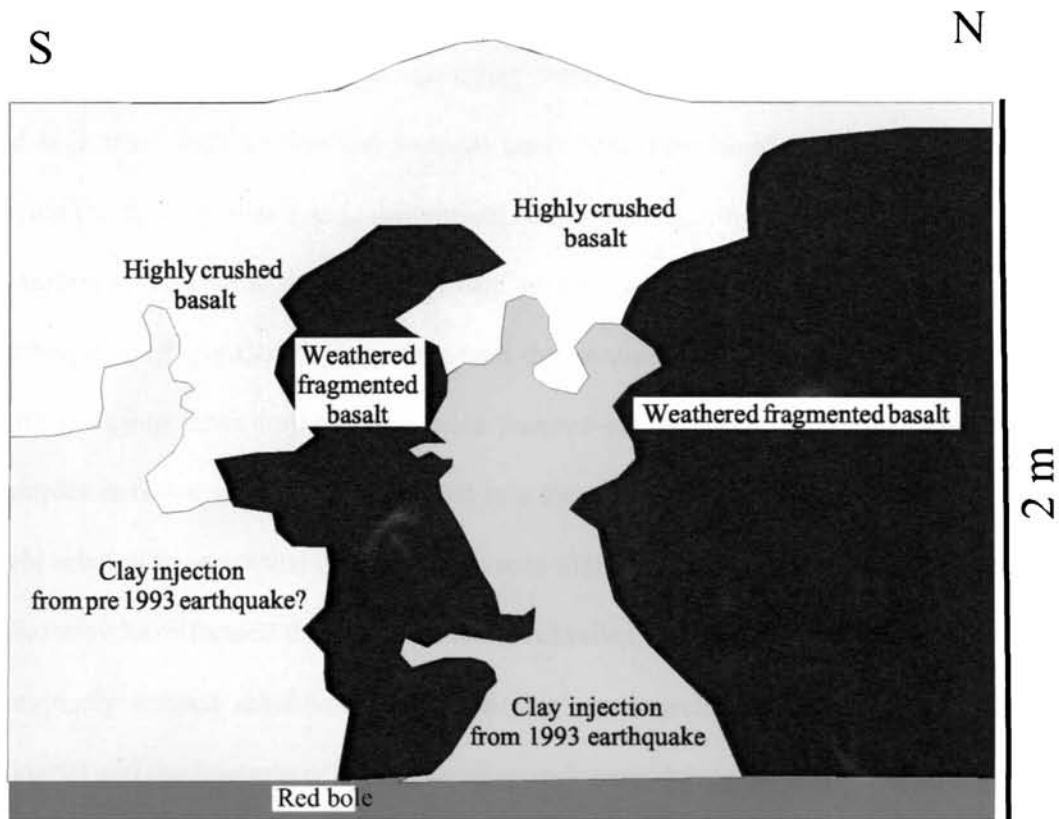 S
N
Highly crushed
basalt
Highly crushed
basalt
Weathered
fragmented
basalt
Weathered fragmented basalt
2 m
Clay injection
from pre 1993 earthquake?
Clay injection
from 1993 earthquake
Red bole